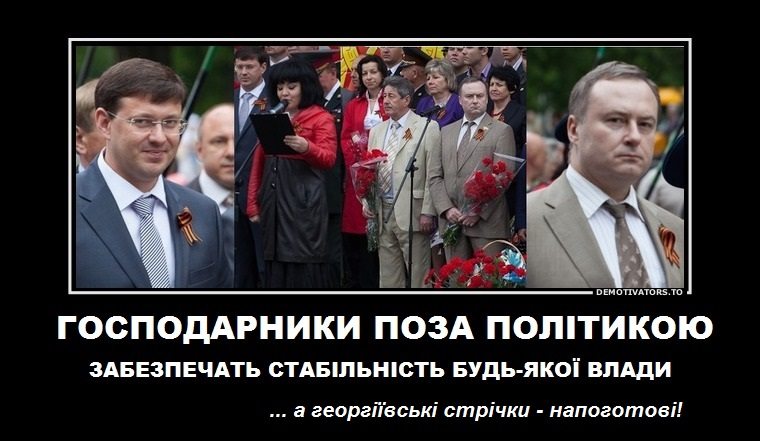 DEMOTIVATORS.TO
ГОСПОДАРНИКИ ПОЗА ПОЛІТИКОЮ
ЗАБЕЗПЕЧАТЬ СТАБІЛЬНІСТЬ БУДЬ-ЯКОЇ ВЛАДИ
... а георгіївські стрічки - напоготові!